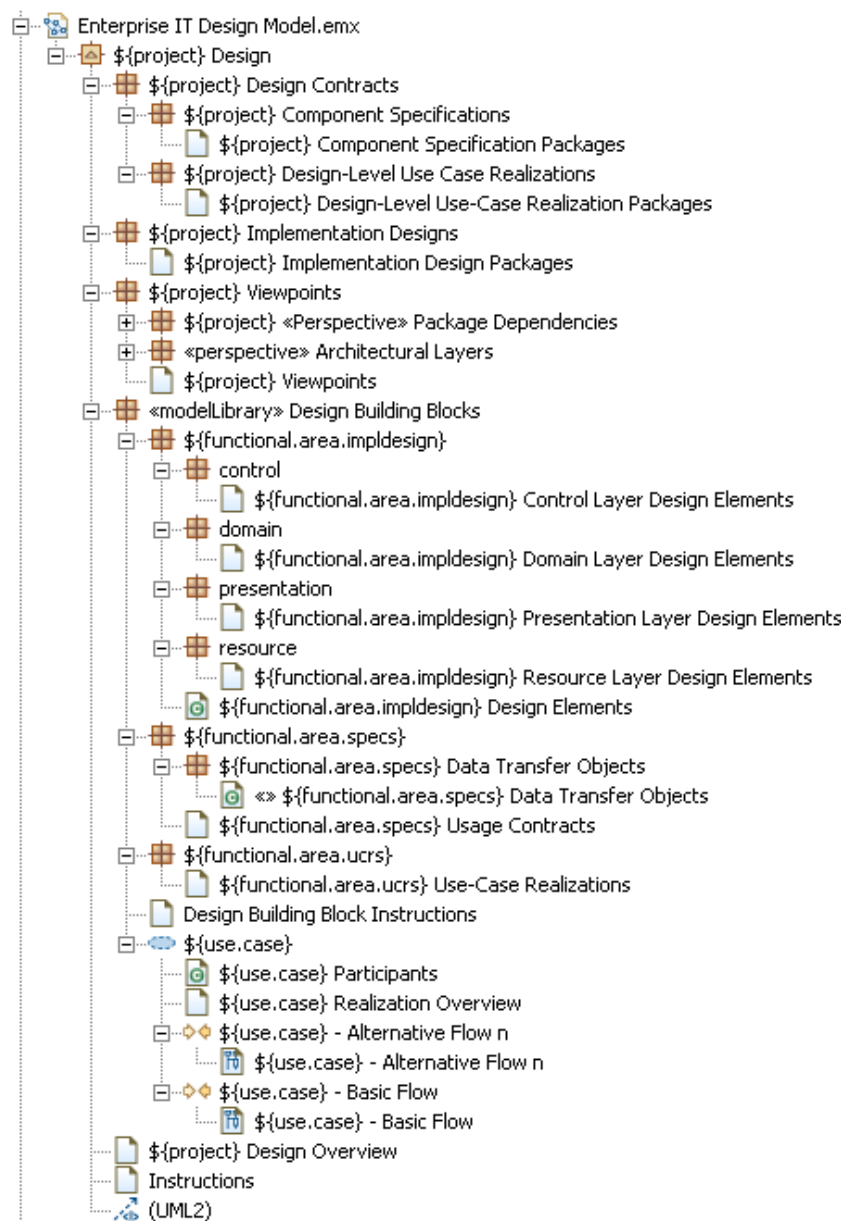 Enterprise IT Design Model.emx
${project} Design
${project} Design Contracts
${project} Component Specifications
${project} Component Specification Packages
${project} Design-Level Use Case Realizations
${project} Design-Level Use-Case Realization Packages
${project} Implementation Designs
${project} Implementation Design Packages
${project} Viewpoints
${project} «Perspective» Package Dependencies
«perspective» Architectural Layers
${project} Viewpoints
«modelLibrary» Design Building Blocks
${functional.area.impldesign}
control
${functional.area.impldesign} Control Layer Design Elements
domain
${functional.area.impldesign} Domain Layer Design Elements
presentation
${functional.area.impldesign} Presentation Layer Design Elements
resource
${functional.area.impldesign} Resource Layer Design Elements
${functional.area.impldesign} Design Elements
${functional.area.specs}
${functional.area.specs} Data Transfer Objects
«» ${functional.area.specs} Data Transfer Objects
${functional.area.specs} Usage Contracts
${functional.area.ucrs}
${functional.area.ucrs} Use-Case Realizations
Design Building Block Instructions
${use.case}
${use.case} Participants
${use.case} Realization Overview
${use.case} - Alternative Flow n
${use.case} - Alternative Flow n
${use.case} - Basic Flow
${use.case} - Basic Flow
${project} Design Overview
Instructions
(UML2)